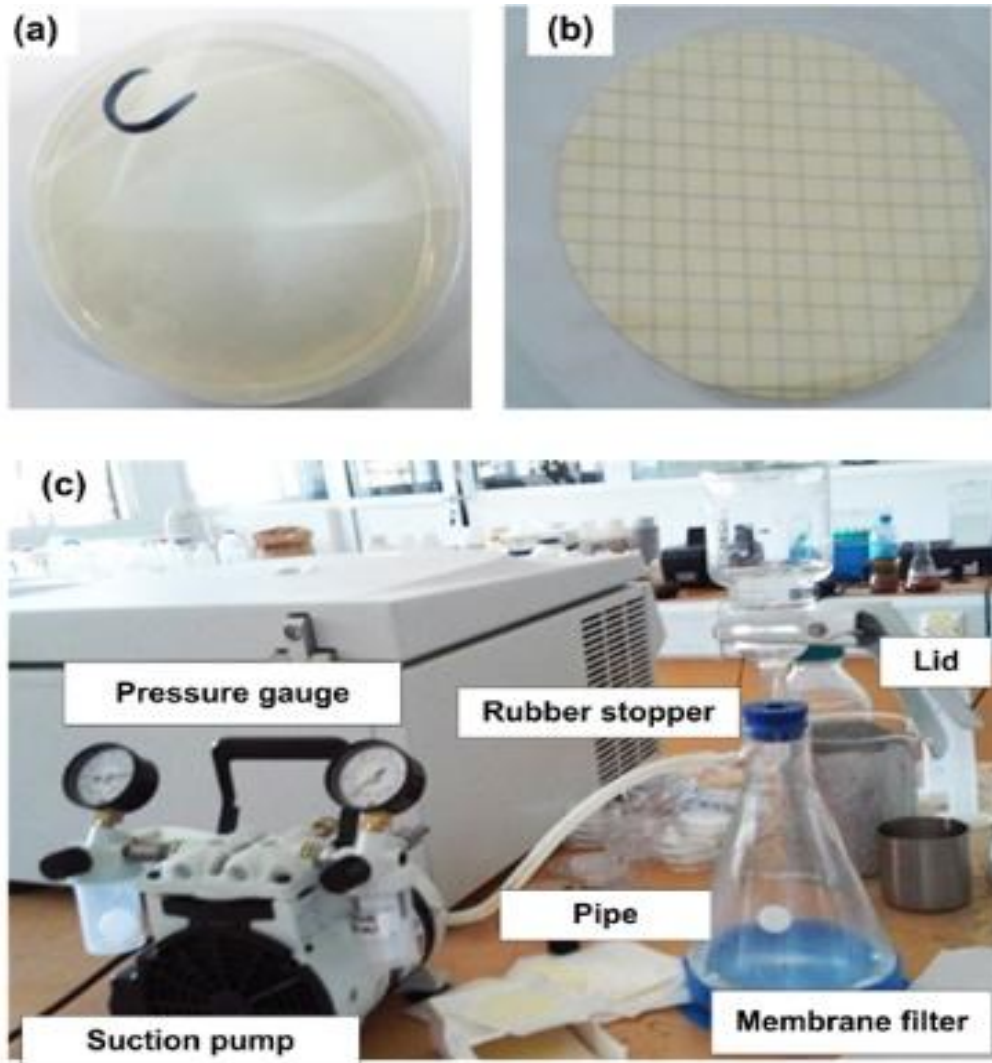 (a)
(b)
(c)
Lid
Pressure gauge
Rubber stopper
Pipe
Membrane filter
Suction pump